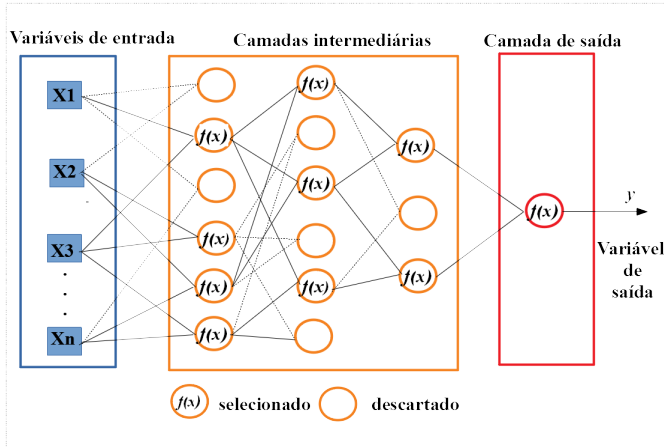 Variáveis de entrada
Camadas intermediárias
Camada de saída
X1
X2
X3
Xn
f(x)
f(x)
f(x)
f(x)
f(x)
f(x)
f(x)
f(x)
f(x)
f(x)
y
Variável
de
saída
f(x) selecionado
descartado